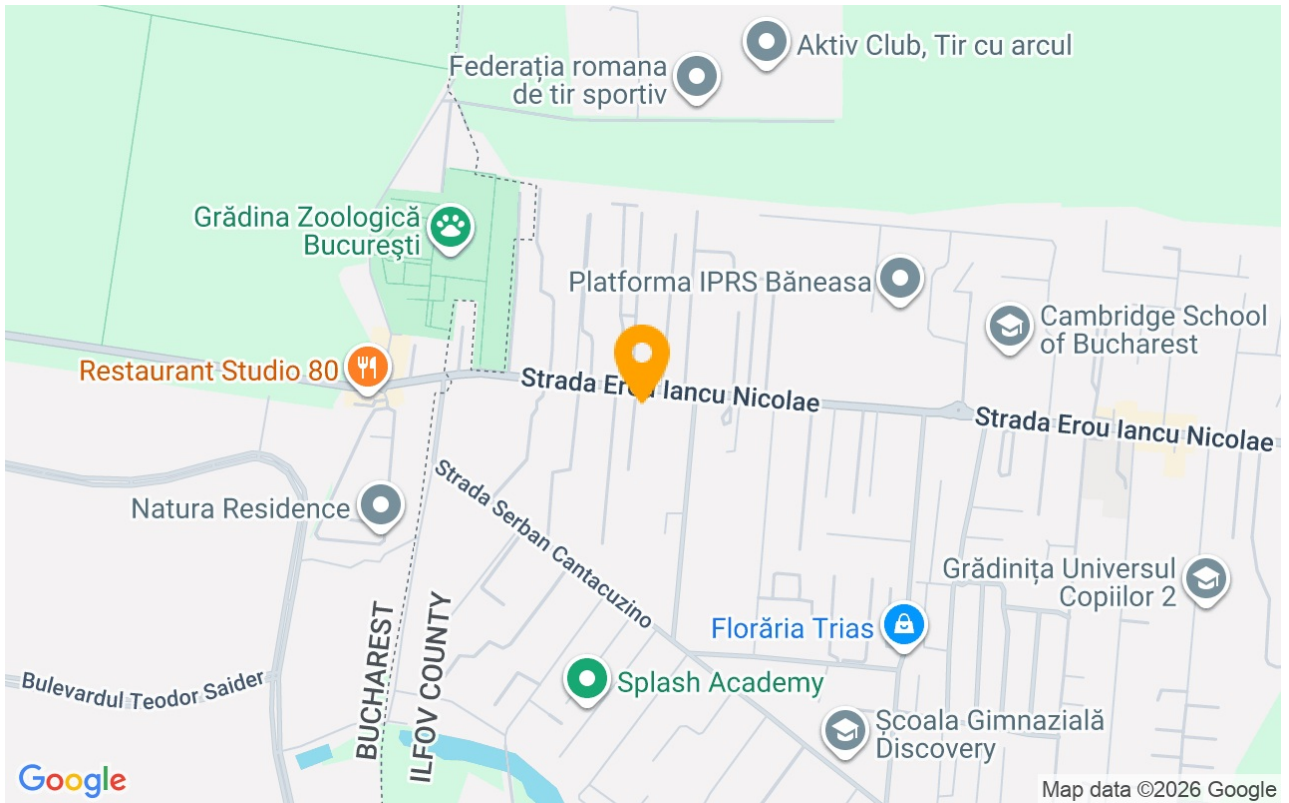 Aktiv Club, Tir cu arcul
Federația romana
de tir sportiv
Grădina Zoologică
București
Platforma IPRS Băneasa
Cambridge School
of Bucharest
Restaurant Studio 80
Strada Erou Iancu Nicolae
Strada Erou Iancu Nicolae
Strada Serban Cantacuzino
Natura Residence
Grădinița Universul
Copiilor 2
BUCHAREST
ILFOV COUNTY
Florăria Trias
Bulevardul Teodor Saider
Splash Academy
Școala Gimnazială
Discovery
Google
Map data ©2026 Google